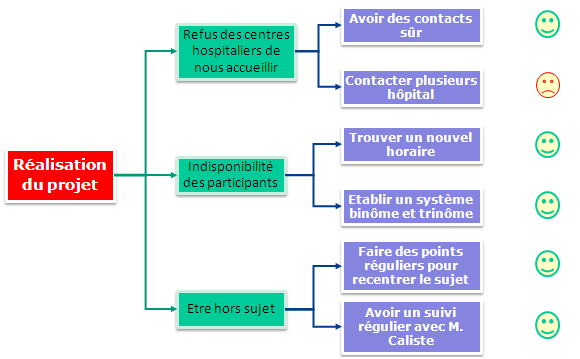 Réalisation
du projet
Refus des centres
hospitaliers de
nous accueillir
Avoir des contacts
sûr
Contacter plusieurs
hôpital
Indisponibilité
des participants
Trouver un nouvel
horaire
Etablir un système
binôme et trinôme
Etre hors sujet
Faire des points
réguliers pour
recentrer le sujet
Avoir un suivi
régulier avec M.
Caliste